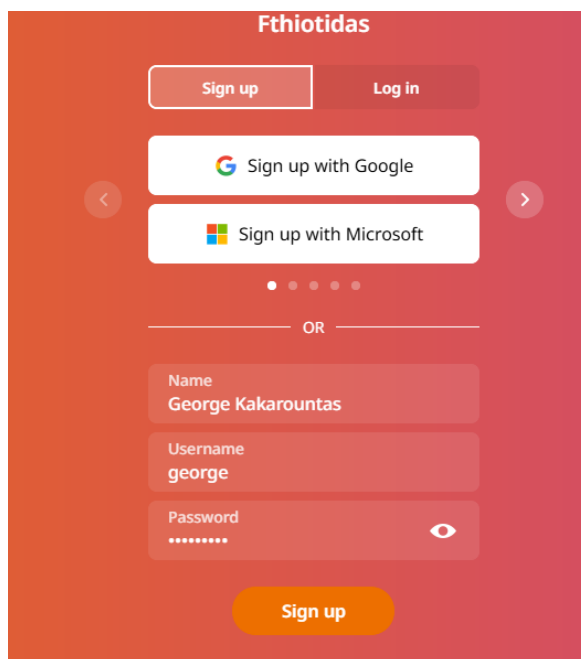 Fthiotidas
Sign up
Log in
Sign up with Google
Sign up with Microsoft
OR
Name
George Kakarountas
Username
george
Password
•••••••••
Sign up